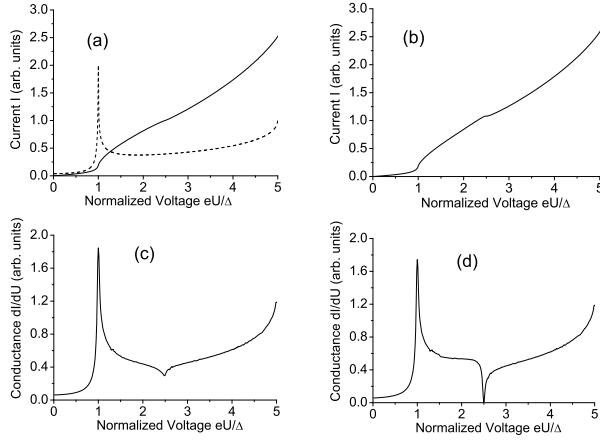 (a)
Current I (arb. units)
3.0
2.5
2.0
1.5
1.0
0.5
0.0
0 1 2 3 4 5
Normalized Voltage eU/Δ
(b)
Current I (arb. units)
3.0
2.5
2.0
1.5
1.0
0.5
0.0
0 1 2 3 4 5
Normalized Voltage eU/Δ
(c)
Conductance dI/dU (arb. units)
2.0
1.6
1.2
0.8
0.4
0.0
0 1 2 3 4 5
Normalized Voltage eU/Δ
(d)
Conductance dI/dU (arb. units)
2.0
1.6
1.2
0.8
0.4
0.0
0 1 2 3 4 5
Normalized Voltage eU/Δ